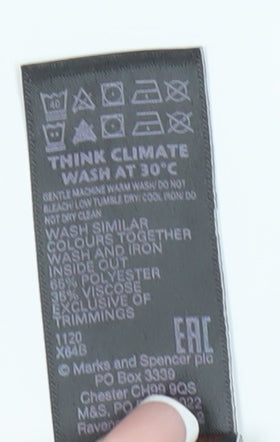 40
THINK CLIMATE
WASH AT 30°C
GENTLE MACHINE WARM WASH/ DO NOT
BLEACH/ LOW TUMBLE DRY/ COOL IRON/ DO
NOT DRY CLEAN
WASH SIMILAR
COLOURS TOGETHER
WASH AND IRON
INSIDE OUT
65% POLYESTER
35% VISCOSE
EXCLUSIVE OF
TRIMMINGS
1120
X64B
EAC
© Marks and Spencer plc
PO Box 3339
Chester CH99 9QS
M&S, PO